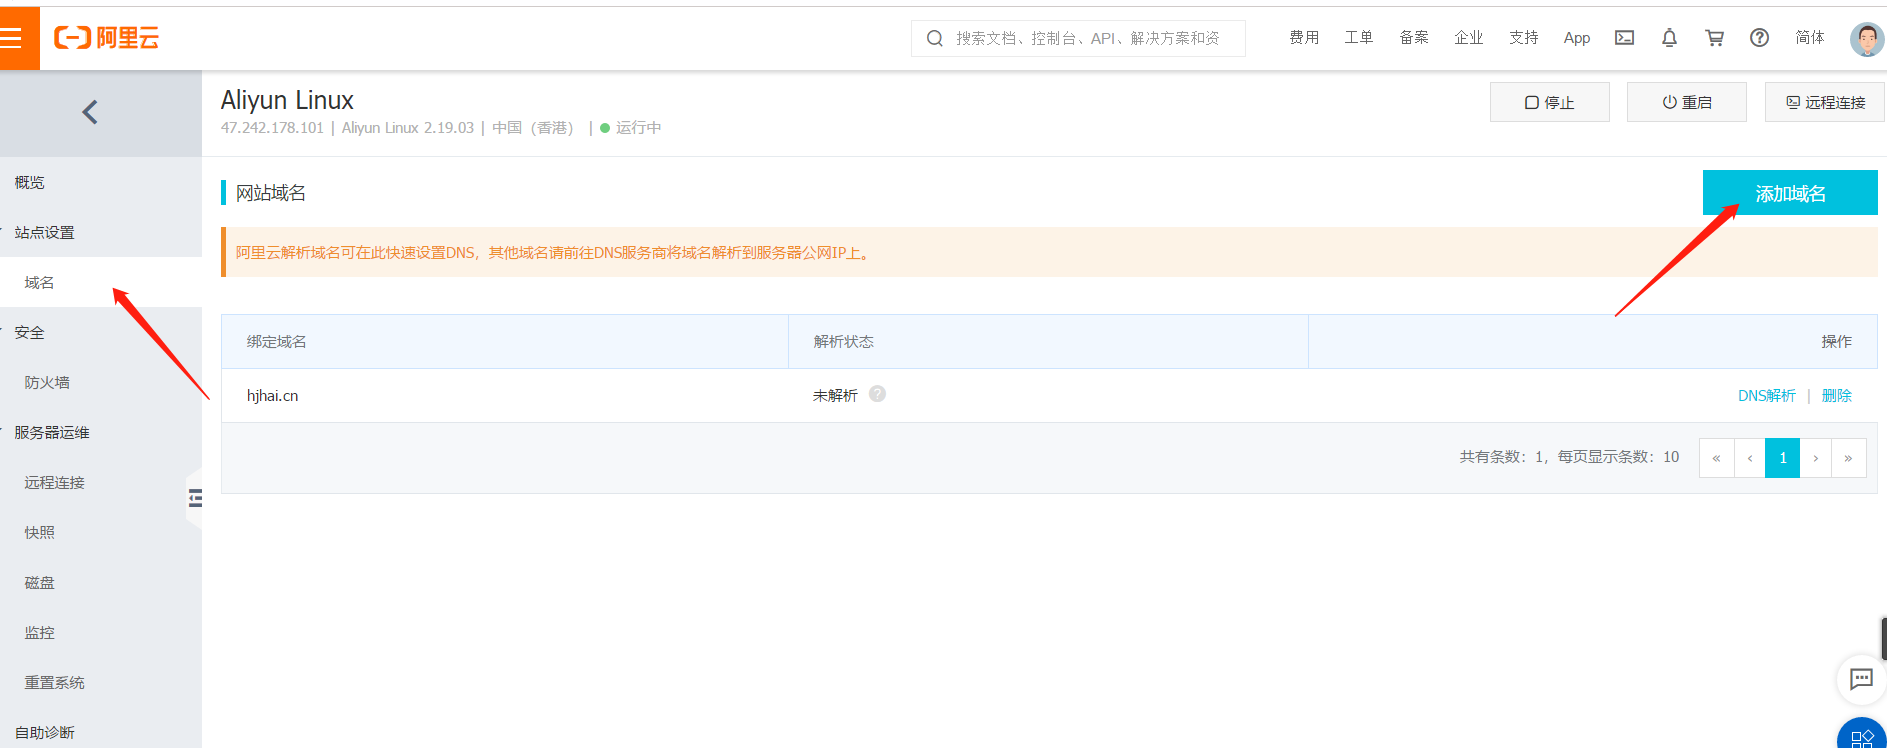 阿里云
搜索文档、控制台、API、解决方案和资
费用 工单 备案 企业 支持 App 简体
Aliyun Linux
47.242.178.101 | Aliyun Linux 2.19.03 | 中国（香港） | 运行中
停止 重启 远程连接
概览
站点设置
域名
安全
防火墙
服务器运维
远程连接
快照
磁盘
监控
重置系统
自助诊断
网站域名
添加域名
阿里云解析域名可在此快速设置DNS，其他域名请前往DNS服务商将域名解析到服务器公网IP上。
绑定域名 解析状态 操作
hjhai.cn 未解析 ? DNS解析 | 删除
共有条数：1，每页显示条数：10 « ‹ 1 › »